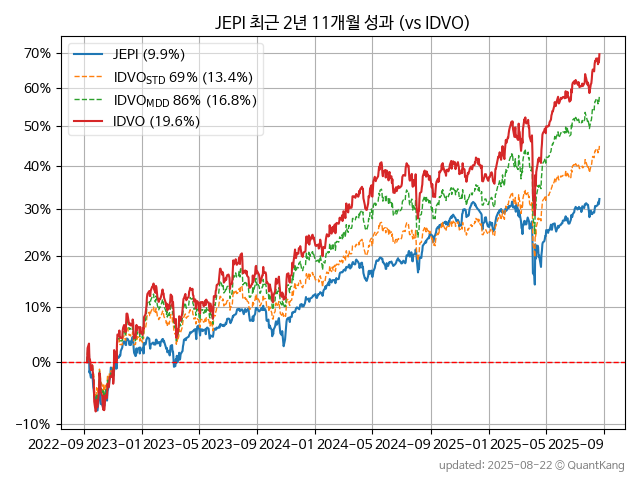 JEPI 최근 2년 11개월 성과 (vs IDVO)
JEPI (9.9%)
IDVO_STD 69% (13.4%)
IDVO_MDD 86% (16.8%)
IDVO (19.6%)
70%
60%
50%
40%
30%
20%
10%
0%
−10%
2022-09 2023-01 2023-05 2023-09 2024-01 2024-05 2024-09 2025-01 2025-05 2025-09
updated: 2025-08-22 © QuantKang